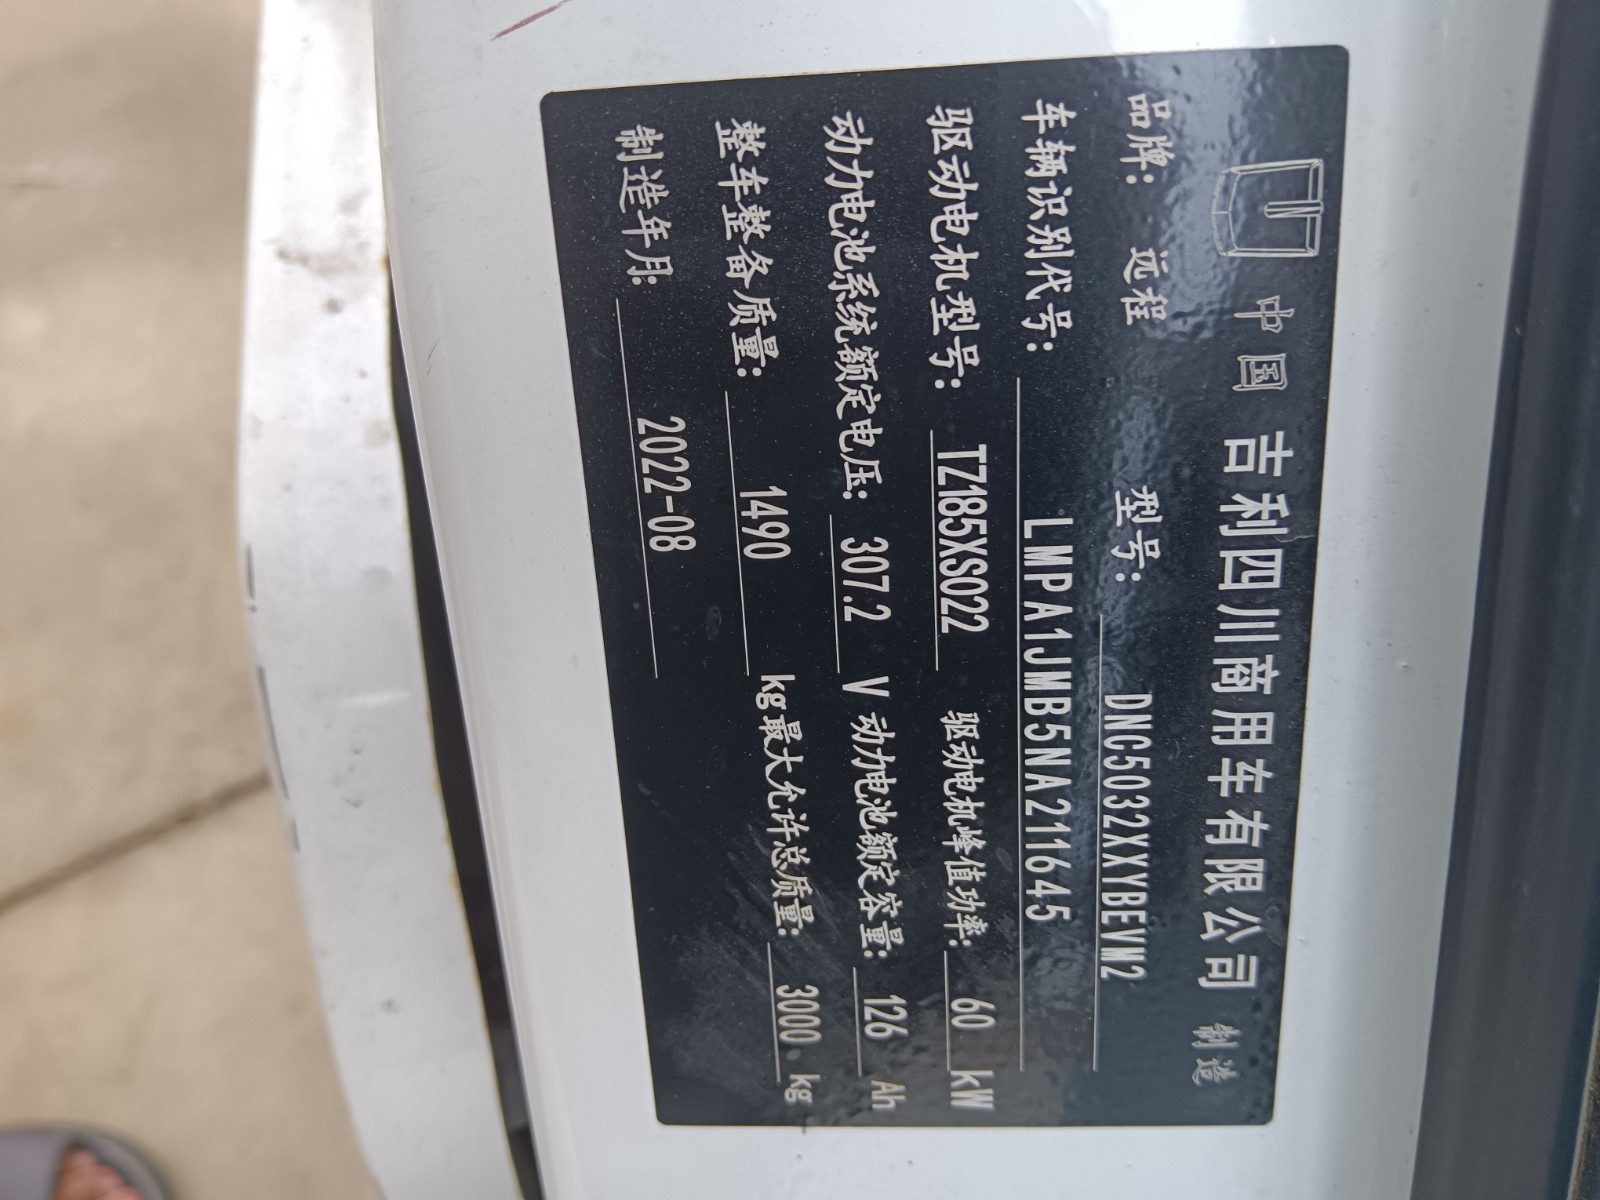 中国 吉利四川商用车有限公司 制造
品牌: 远程 型号: DNC5032XXYBEVM2
车辆识别代号: LMPA1JMB5NA211645
驱动电机型号: TZ185XS022 驱动电机峰值功率: 60 kW
动力电池系统额定电压: 307.2 V 动力电池额定容量: 126 Ah
整车整备质量: 1490 kg 最大允许总质量: 3000 kg
制造年月: 2022-08